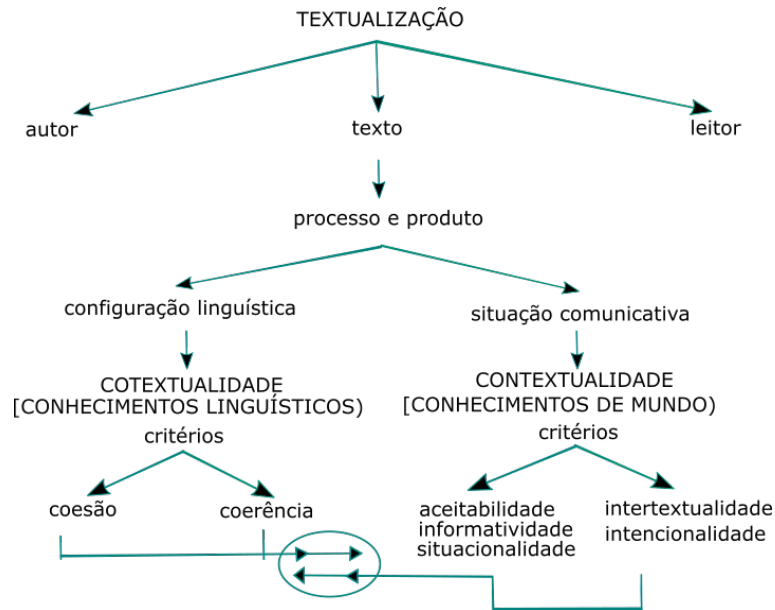 TEXTUALIZAÇÃO
autor
texto
leitor
processo e produto
configuração linguística
situação comunicativa
COTEXTUALIDADE
[CONHECIMENTOS LINGUÍSTICOS)
critérios
CONTEXTUALIDADE
[CONHECIMENTOS DE MUNDO)
critérios
coesão
coerência
aceitabilidade
informatividade
situacionalidade
intertextualidade
intencionalidade